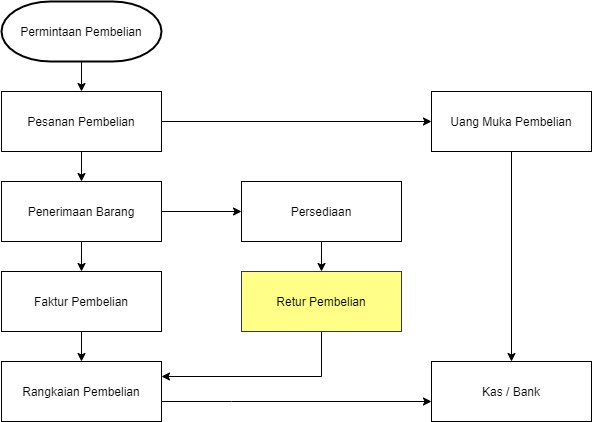 Permintaan Pembelian
Pesanan Pembelian
Uang Muka Pembelian
Penerimaan Barang
Persediaan
Faktur Pembelian
Retur Pembelian
Rangkaian Pembelian
Kas / Bank